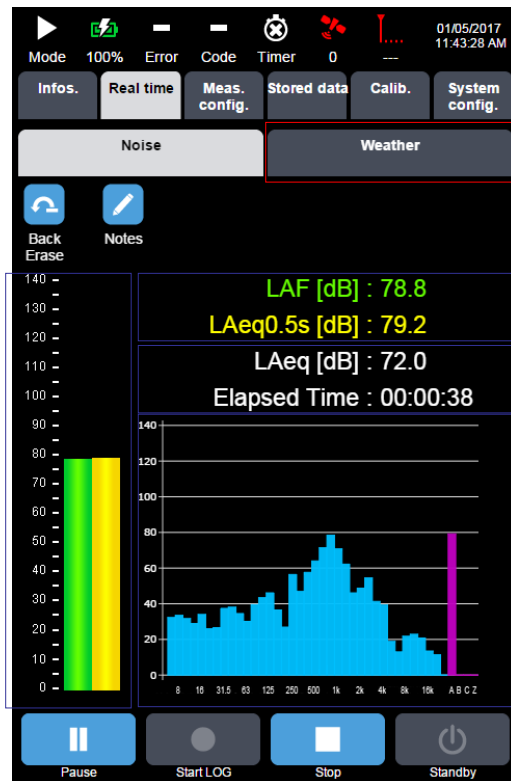 01/05/2017
11:43:28 AM
Mode 100% Error Code Timer 0 ---
Infos. Real time Meas. config. Stored data Calib. System config.
Noise Weather
Back Erase Notes
LAF [dB] : 78.8
LAeq0.5s [dB] : 79.2
LAeq [dB] : 72.0
Elapsed Time : 00:00:38
140
130
120
110
100
90
80
70
60
50
40
30
20
10
0
140
120
100
80
60
40
20
0
8 16 31.5 63 125 250 500 1k 2k 4k 8k 16k A B C Z
Pause Start LOG Stop Standby